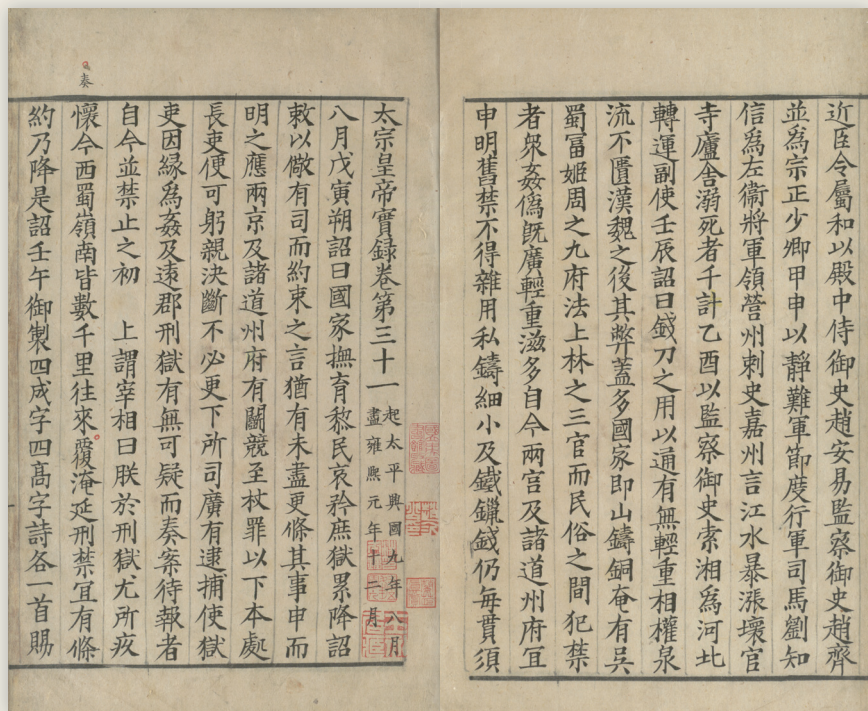 近臣令屬和以殿中侍御史趙安易監察御史趙齊
並爲宗正少卿甲申以靜難軍節度行軍司馬劉知
信爲左衞將軍領營州刺史嘉州言江水暴漲壞官
寺廬舍溺死者千計乙酉以監察御史索湘爲河北
轉運副使壬辰詔曰錢刀之用以通有無輕重相權泉
流不匱漢魏之後其弊蓋多國家即山鑄銅奄有吳
蜀冨姬周之九府法上林之三官而民俗之間犯禁
者衆姦僞旣廣輕重滋多自今兩京及諸道州府宜
申明舊禁不得雜用私鑄細小及鐵鑞錢仍每貫須
太宗皇帝實録卷第三十一
起太平興國九年八月
盡雍熙元年十二月
八月戊寅朔詔曰國家撫育黎民哀矜庶獄累降詔
敕以儆有司而約束之言猶有未盡更條其事申而
明之應兩京及諸道州府有鬬競至杖罪以下本處
長吏便可躬親決斷不必更下所司廣有逮捕使獄
吏因縁爲姦及遠郡刑獄有無可疑而奏案待報者
自今並禁止之初 上謂宰相曰朕於刑獄尤所疚
懷今西蜀嶺南皆數千里往來覆淹延刑禁宜有條
奏
約乃降是詔壬午御製四成字四高字詩各一首賜